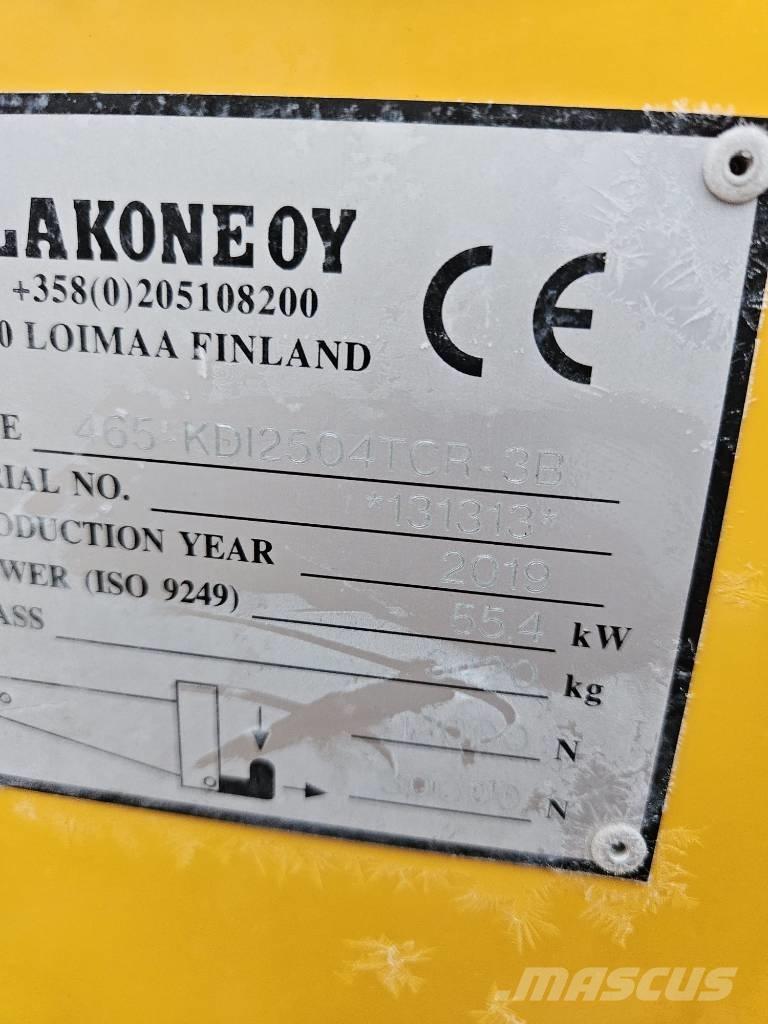 LAKONE OY
+358(0)205108200
0 LOIMAA FINLAND
CE
E 465-KDI2504TCR-3B
RIAL NO. *131313*
ODUCTION YEAR 2019
WER (ISO 9249) 55.4 kW
ASS kg
N
N
MASCUS